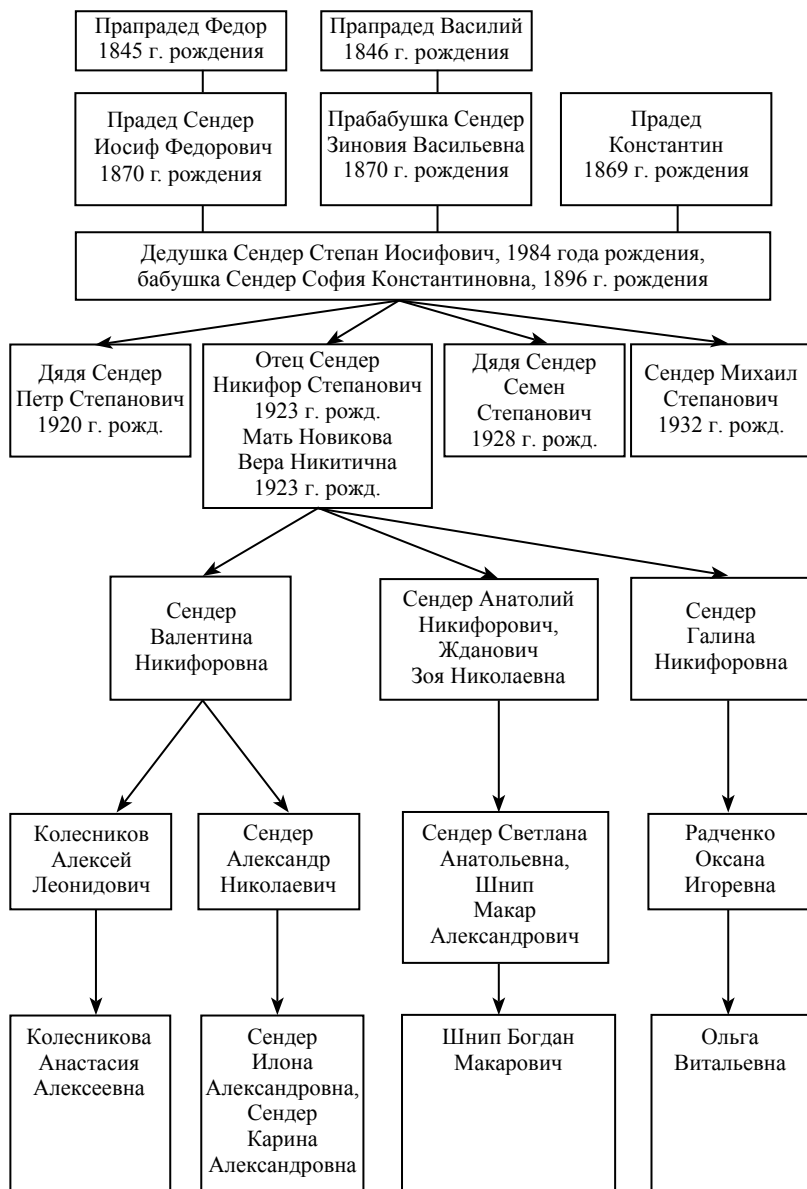 Прапрадед Федор
1845 г. рождения
Прапрадед Василий
1846 г. рождения
Прадед Сендер
Иосиф Федорович
1870 г. рождения
Прабабушка Сендер
Зиновия Васильевна
1870 г. рождения
Прадед
Константин
1869 г. рождения
Дедушка Сендер Степан Иосифович, 1984 года рождения,
бабушка Сендер София Константиновна, 1896 г. рождения
Дядя Сендер
Петр Степанович
1920 г. рожд.
Отец Сендер
Никифор Степанович
1923 г. рожд.
Мать Новикова
Вера Никитична
1923 г. рожд.
Дядя Сендер
Семен
Степанович
1928 г. рожд.
Сендер Михаил
Степанович
1932 г. рожд.
Сендер
Валентина
Никифоровна
Сендер Анатолий
Никифорович,
Жданович
Зоя Николаевна
Сендер
Галина
Никифоровна
Колесников
Алексей
Леонидович
Сендер
Александр
Николаевич
Сендер Светлана
Анатольевна,
Шнип
Макар
Александрович
Радченко
Оксана
Игоревна
Колесникова
Анастасия
Алексеевна
Сендер
Илона
Александровна,
Сендер
Карина
Александровна
Шнип Богдан
Макарович
Ольга
Витальевна